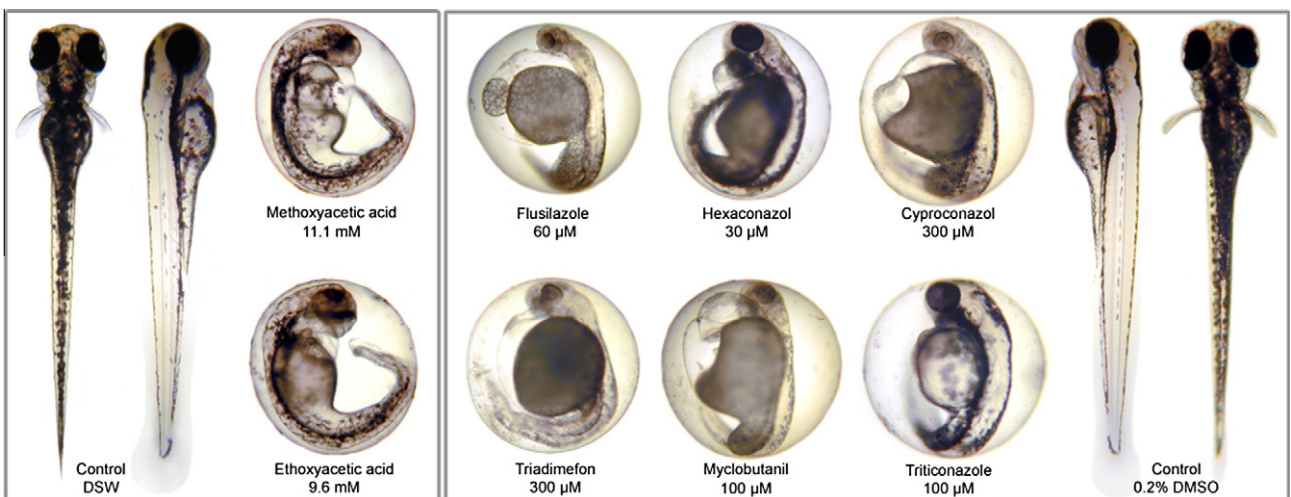 Methoxyacetic acid
11.1 mM
Flusilazole
60 µM
Hexaconazol
30 µM
Cyproconazol
300 µM
Control
DSW
Ethoxyacetic acid
9.6 mM
Triadimefon
300 µM
Myclobutanil
100 µM
Triticonazole
100 µM
Control
0.2% DMSO